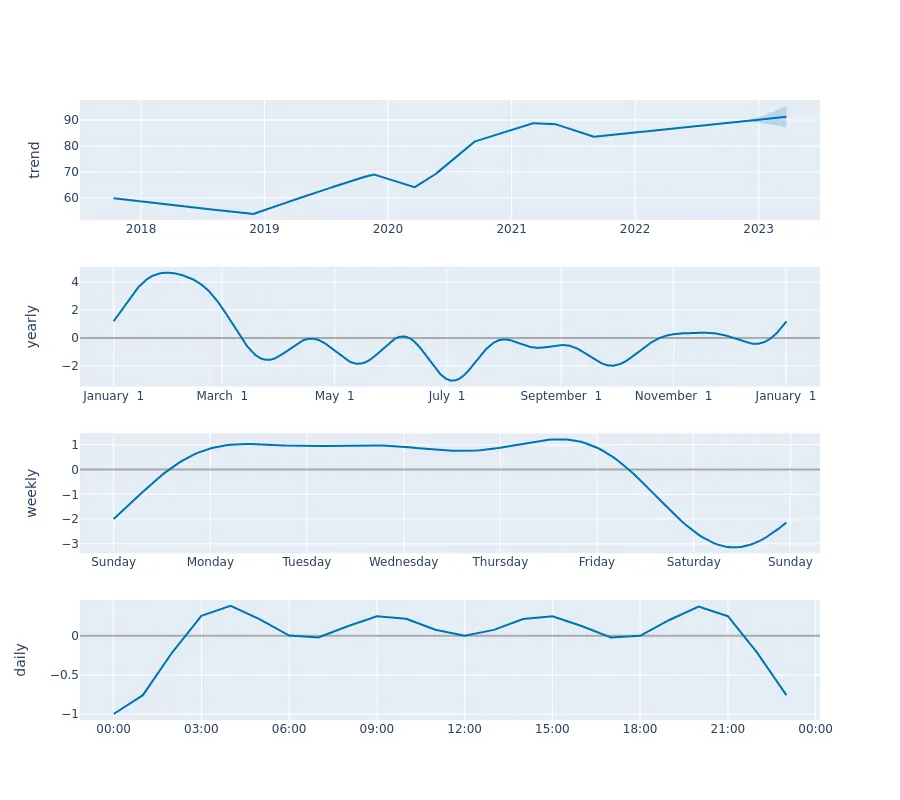 trend
90
80
70
60
2018 2019 2020 2021 2022 2023
yearly
4
2
0
−2
January 1 March 1 May 1 July 1 September 1 November 1 January 1
weekly
1
0
−1
−2
−3
Sunday Monday Tuesday Wednesday Thursday Friday Saturday Sunday
daily
0
−0.5
−1
00:00 03:00 06:00 09:00 12:00 15:00 18:00 21:00 00:00